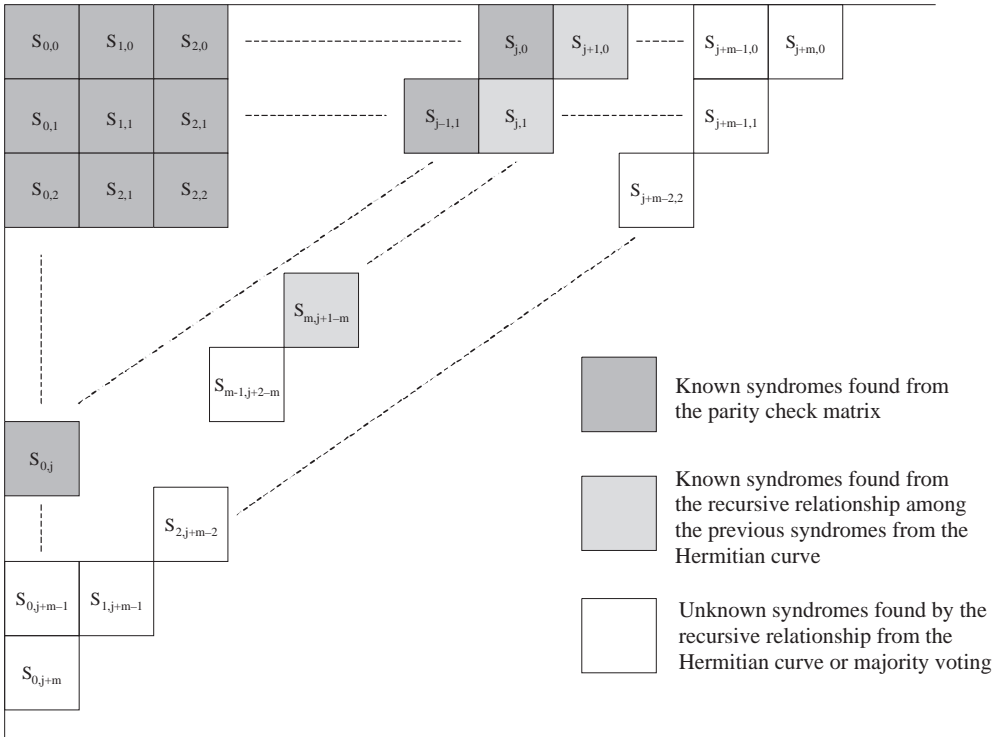 S0,0 S1,0 S2,0 Sj,0 Sj+1,0 Sj+m–1,0 Sj+m,0
S0,1 S1,1 S2,1 Sj–1,1 Sj,1 Sj+m–1,1
S0,2 S2,1 S2,2 Sj+m–2,2
Sm,j+1–m
Sm-1,j+2–m
Known syndromes found from
the parity check matrix
S0,j
Known syndromes found from
the recursive relationship among
the previous syndromes from the
Hermitian curve
S2,j+m–2
S0,j+m–1 S1,j+m–1
Unknown syndromes found by the
recursive relationship from the
Hermitian curve or majority voting
S0,j+m